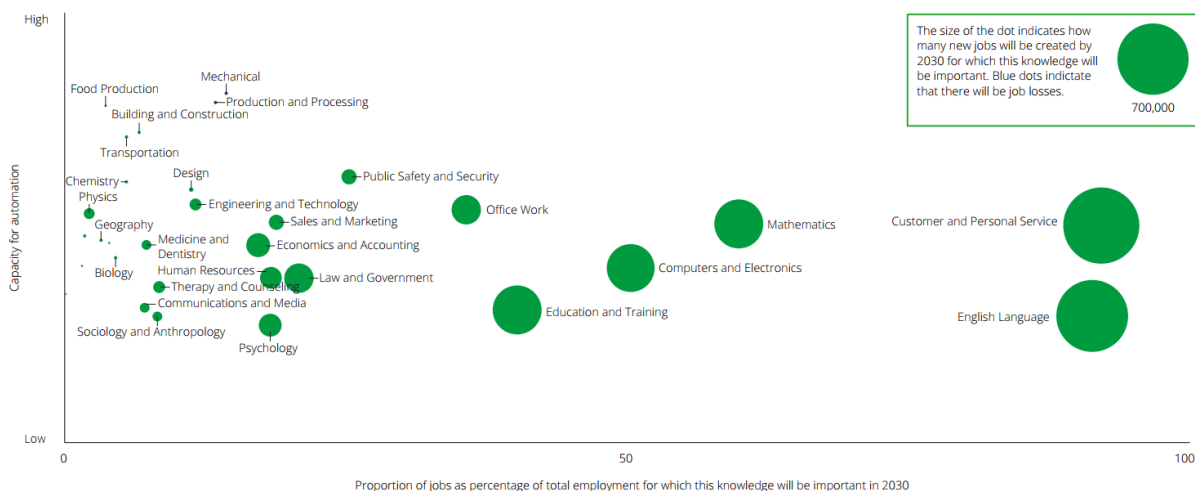 High
The size of the dot indicates how
many new jobs will be created by
2030 for which this knowledge will
be important. Blue dots indictate
that there will be job losses.
700,000
Mechanical
Food Production
Production and Processing
Building and Construction
Transportation
Chemistry
Design
Public Safety and Security
Physics
Engineering and Technology
Office Work
Geography
Sales and Marketing
Mathematics
Customer and Personal Service
Medicine and
Dentistry
Economics and Accounting
Biology
Human Resources
Law and Government
Computers and Electronics
Therapy and Counseling
Communications and Media
Education and Training
English Language
Sociology and Anthropology
Psychology
Capacity for automation
Low
0
50
100
Proportion of jobs as percentage of total employment for which this knowledge will be important in 2030